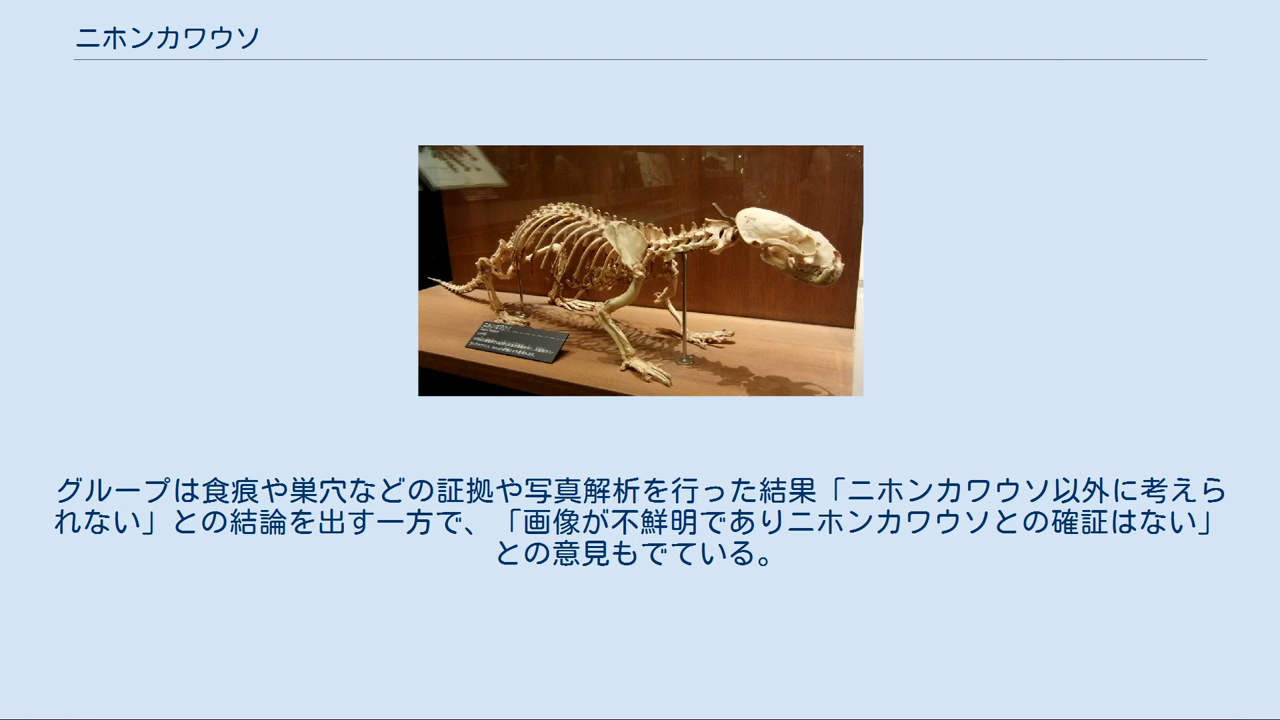 ニホンカワウソ
グループは食痕や巣穴などの証拠や写真解析を行った結果「ニホンカワウソ以外に考えら
れない」との結論を出す一方で、「画像が不鮮明でありニホンカワウソとの確証はない」
との意見もでている。